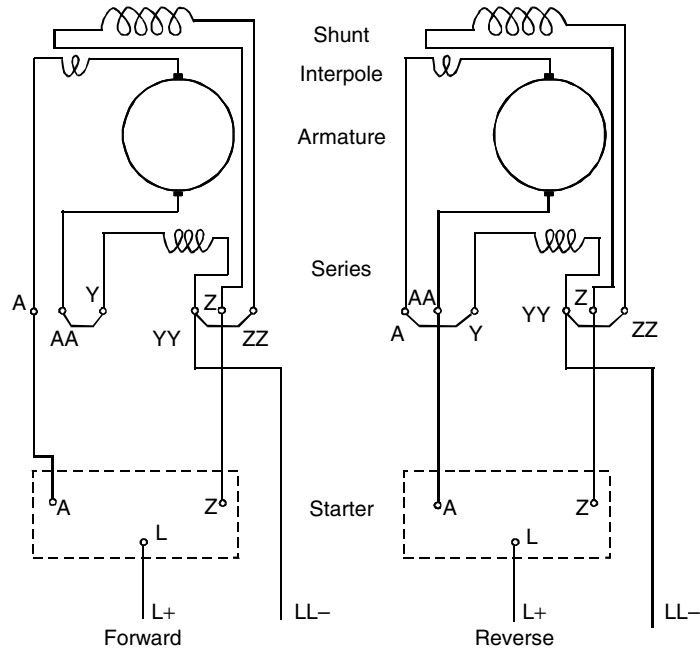 Shunt
Interpole
Armature
Series
A
AA
Y
YY
Z
ZZ
A
AA
Y
YY
Z
ZZ
Starter
A
Z
L
L+
LL–
Forward
A
Z
L
L+
LL–
Reverse